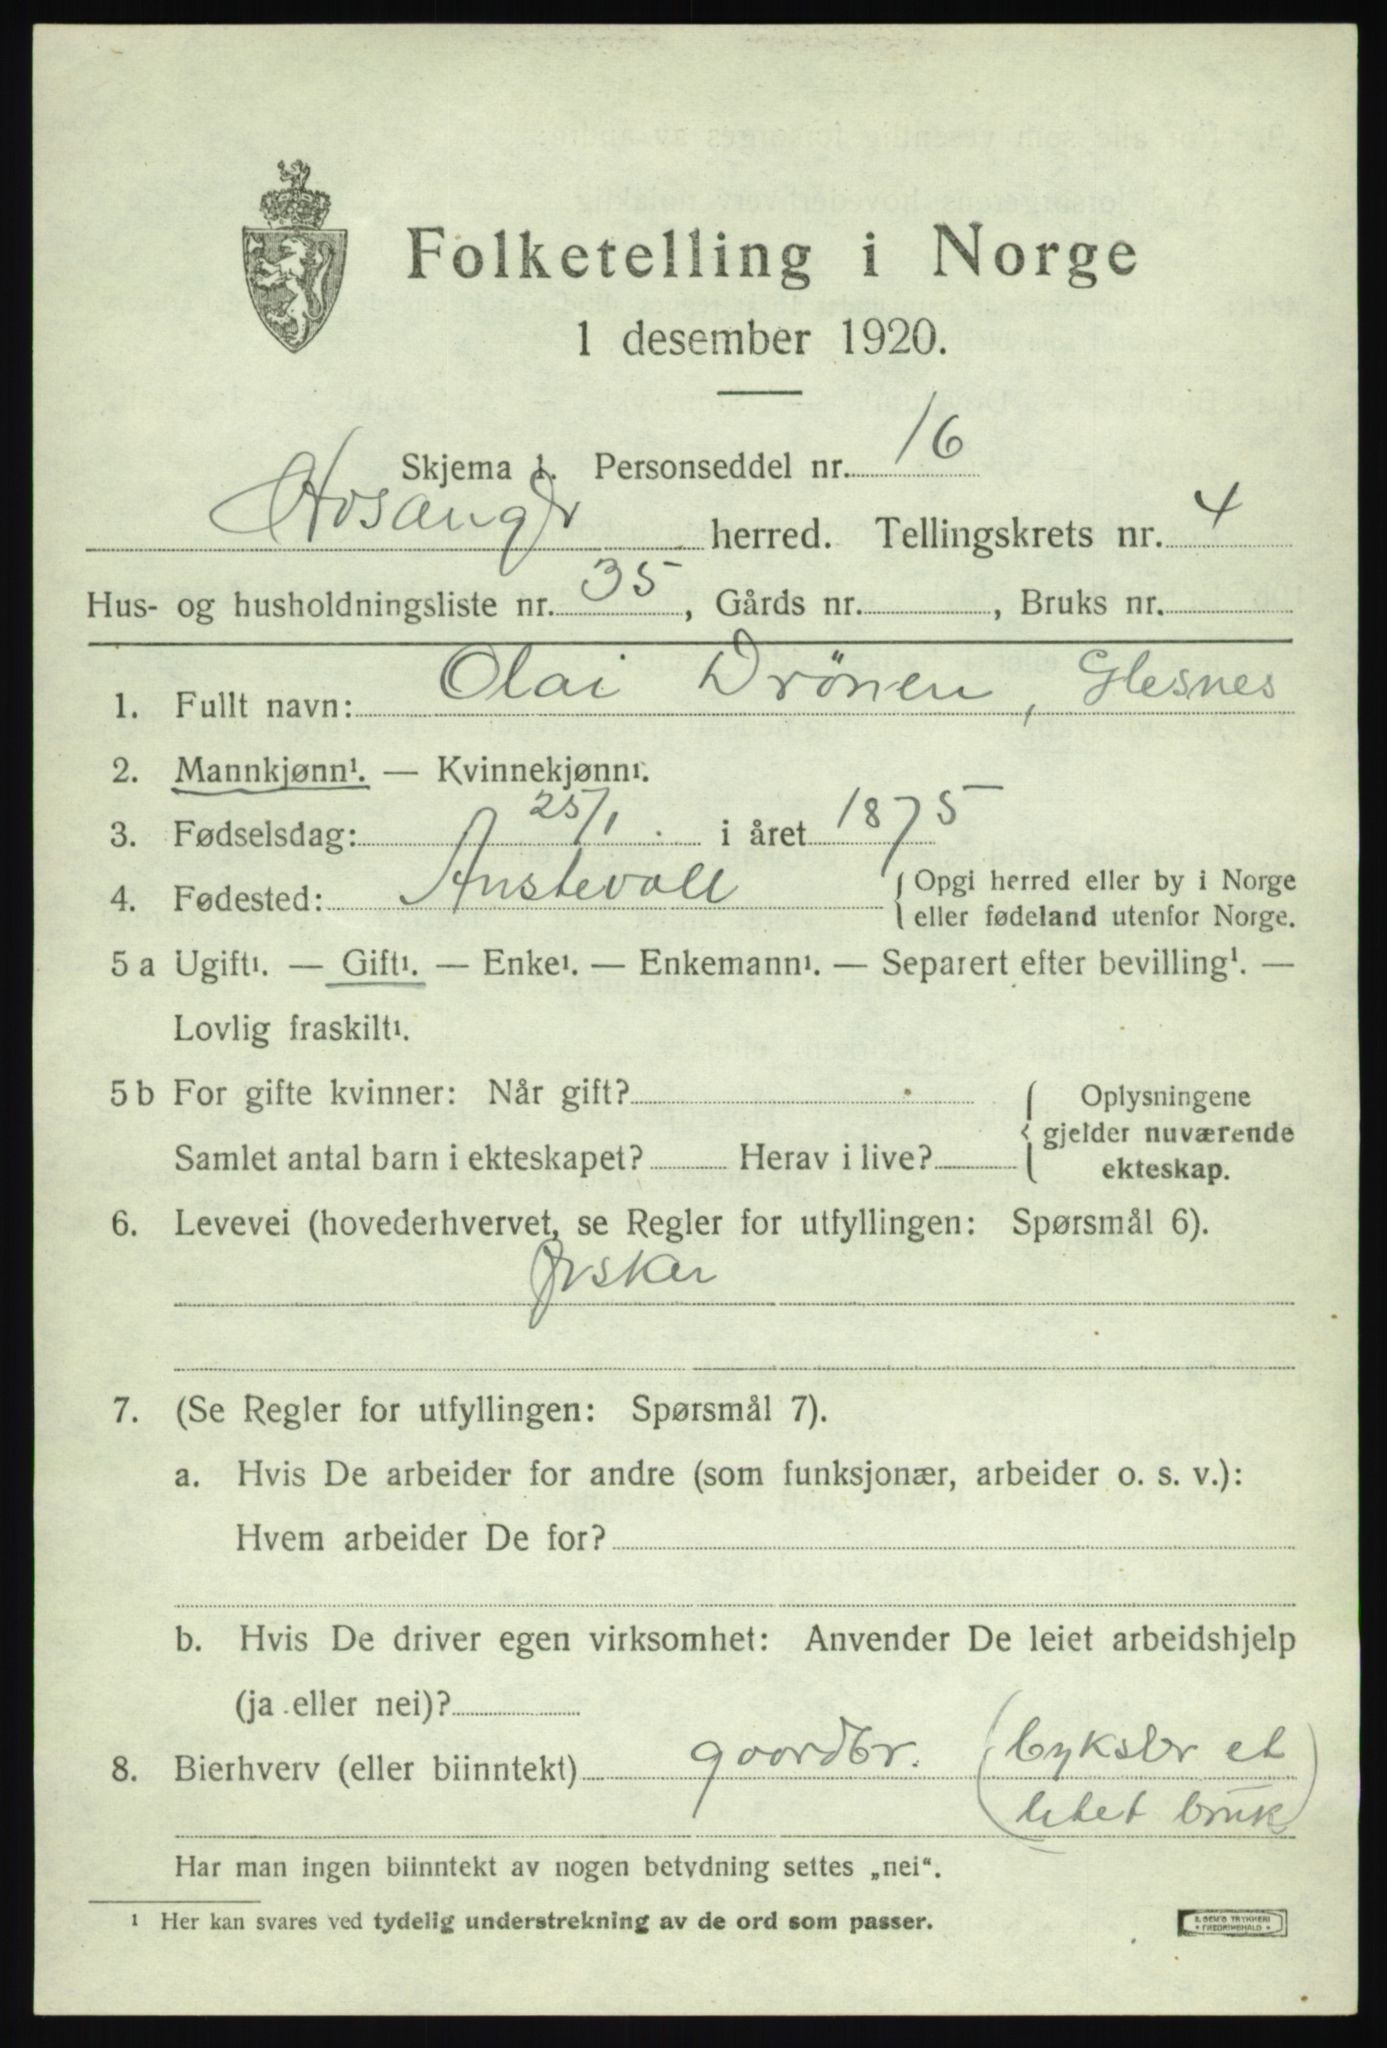 Folketelling i Norge
1 desember 1920.
Skjema 1. Personseddel nr. 16
Hosangr herred. Tellingskrets nr. 4
Hus- og husholdningsliste nr. 35, Gårds nr. , Bruks nr.
1. Fullt navn: Olai Drönen, Glesnes
2. Mannkjønn¹. — Kvinnekjønn¹.
3. Fødselsdag: 25/1 i året 1875
4. Fødested: Austevoll { Opgi herred eller by i Norge
eller fødeland utenfor Norge.
5 a Ugift¹. — Gift¹. — Enke¹. — Enkemann¹. — Separert efter bevilling¹. —
Lovlig fraskilt¹.
5 b For gifte kvinner: Når gift? { Oplysningene
gjelder nuværende
Samlet antal barn i ekteskapet? Herav i live? ekteskap.
6. Levevei (hovederhvervet, se Regler for utfyllingen: Spørsmål 6).
7. (Se Regler for utfyllingen: Spørsmål 7).
a. Hvis De arbeider for andre (som funksjonær, arbeider o. s. v.):
Hvem arbeider De for?
b. Hvis De driver egen virksomhet: Anvender De leiet arbeidshjelp
(ja eller nei)?
8. Bierhverv (eller biinntekt) gaardbr. (bykslr et
litet bruk)
Har man ingen biinntekt av nogen betydning settes „nei“.
¹ Her kan svares ved tydelig understrekning av de ord som passer.